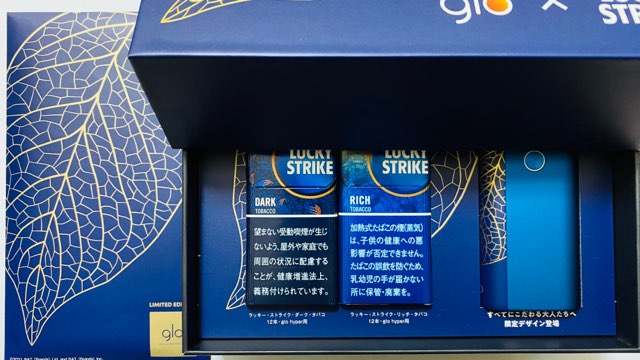 glo ×
LUCKY
STRIKE
DARK
TOBACCO
望まない受動喫煙が生じ
ないよう、屋外や家庭でも
周囲の状況に配慮する
ことが、健康増進法上、
義務付けられています。
ラッキー・ストライク・ダーク・タバコ
12本・glo hyper用
LUCKY
STRIKE
RICH
TOBACCO
加熱式たばこの煙(蒸気)
は、子供の健康への悪
影響が否定できません。
たばこの誤飲を防ぐため、
乳幼児の手が届かない
所に保管・廃棄を。
ラッキー・ストライク・リッチ・タバコ
12本・glo hyper用
すべてにこだわる大人たちへ
限定デザイン登場
LIMITED EDI
glo